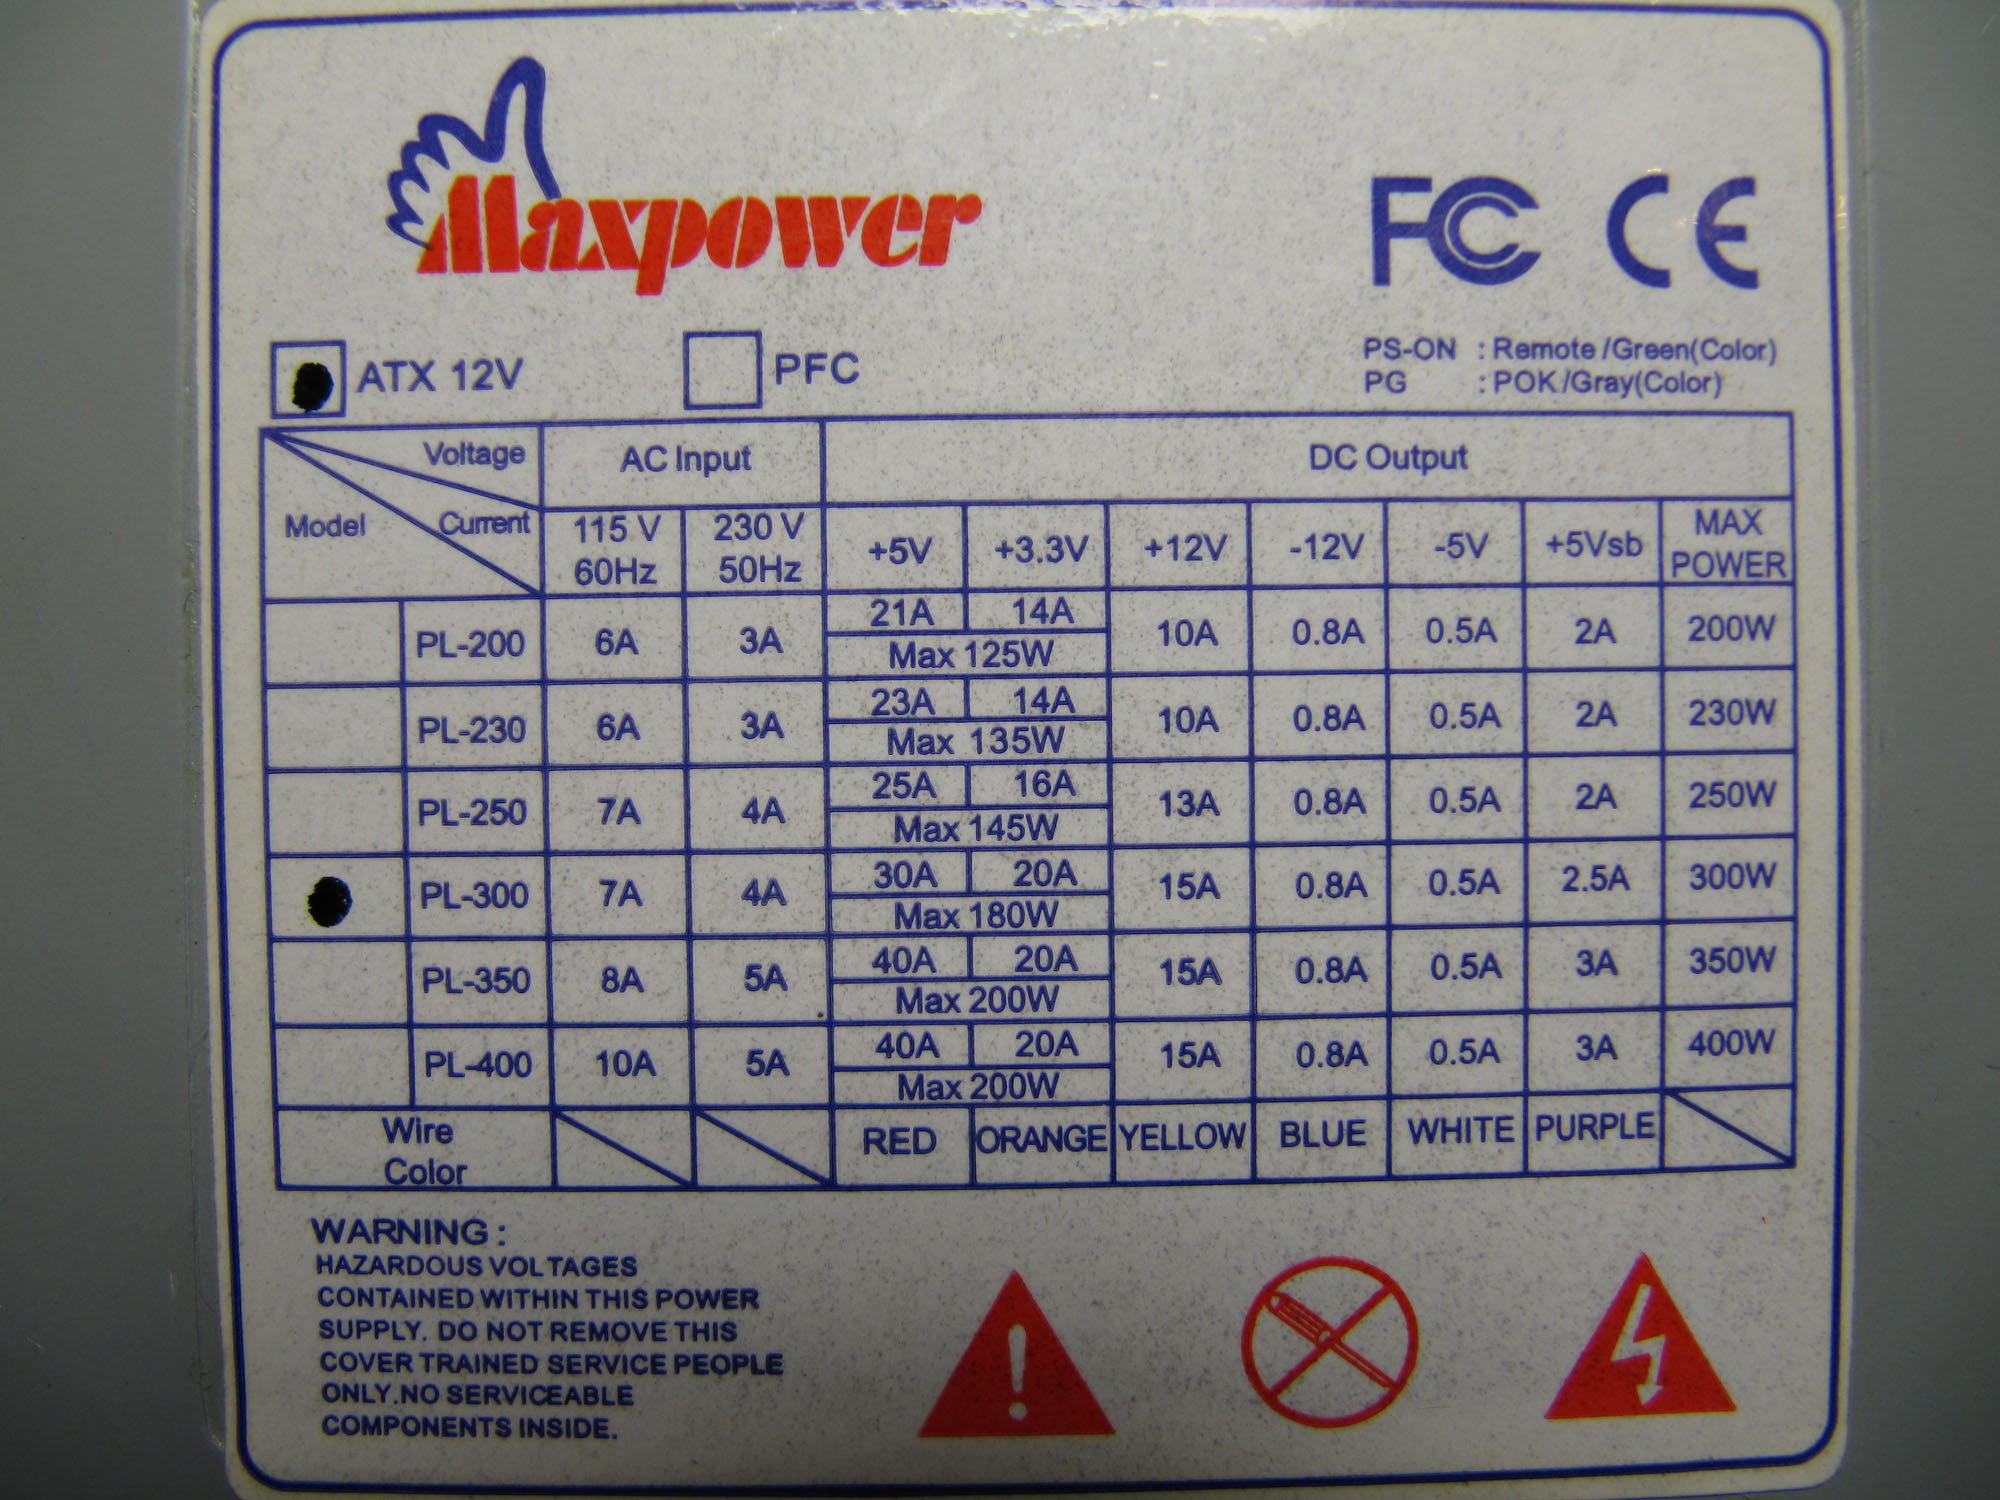 Maxpower
FC CE
ATX 12V PFC
PS-ON : Remote/Green(Color)
PG : POK/Gray(Color)
Voltage AC Input DC Output
Model Current 115 V 60Hz 230 V 50Hz +5V +3.3V +12V -12V -5V +5Vsb MAX POWER
PL-200 6A 3A 21A 14A Max 125W 10A 0.8A 0.5A 2A 200W
PL-230 6A 3A 23A 14A Max 135W 10A 0.8A 0.5A 2A 230W
PL-250 7A 4A 25A 16A Max 145W 13A 0.8A 0.5A 2A 250W
PL-300 7A 4A 30A 20A Max 180W 15A 0.8A 0.5A 2.5A 300W
PL-350 8A 5A 40A 20A Max 200W 15A 0.8A 0.5A 3A 350W
PL-400 10A 5A 40A 20A Max 200W 15A 0.8A 0.5A 3A 400W
Wire Color RED ORANGE YELLOW BLUE WHITE PURPLE
WARNING :
HAZARDOUS VOLTAGES
CONTAINED WITHIN THIS POWER
SUPPLY. DO NOT REMOVE THIS
COVER TRAINED SERVICE PEOPLE
ONLY.NO SERVICEABLE
COMPONENTS INSIDE.